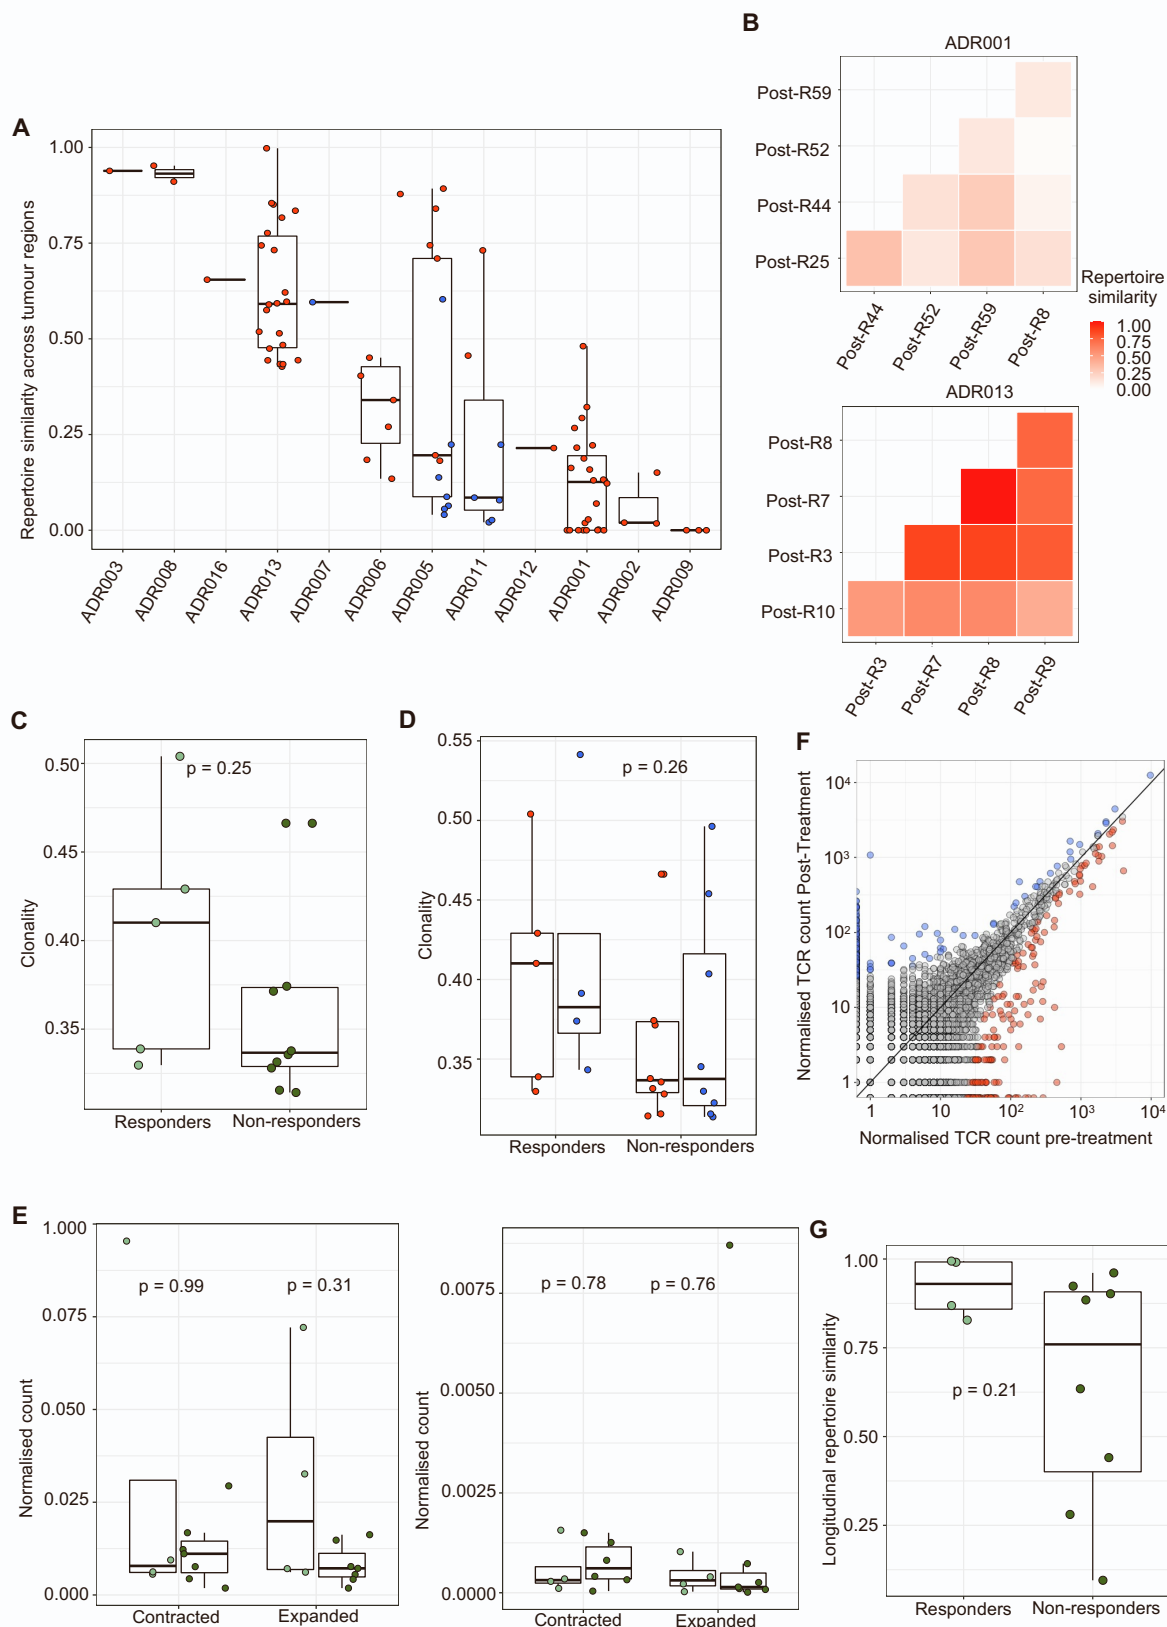 A
Repertoire similarity across tumour regions
1.00
0.75
0.50
0.25
0.00
ADR003
ADR008
ADR016
ADR013
ADR007
ADR006
ADR005
ADR011
ADR012
ADR001
ADR002
ADR009
B
ADR001
Post-R59
Post-R52
Post-R44
Post-R25
Post-R44
Post-R52
Post-R59
Post-R8
Repertoire
similarity
1.00
0.75
0.50
0.25
0.00
ADR013
Post-R8
Post-R7
Post-R3
Post-R10
Post-R3
Post-R7
Post-R8
Post-R9
C
Clonality
0.50
0.45
0.40
0.35
p = 0.25
Responders
Non-responders
D
Clonality
0.55
0.50
0.45
0.40
0.35
p = 0.26
Responders
Non-responders
F
Normalised TCR count Post-Treatment
10⁴
10³
10²
10
1
1
10
10²
10³
10⁴
Normalised TCR count pre-treatment
E
Normalised count
1.000
0.075
0.050
0.025
0.000
p = 0.99
p = 0.31
Contracted
Expanded
Normalised count
0.0075
0.0050
0.0025
0.0000
p = 0.78
p = 0.76
Contracted
Expanded
G
Longitudinal repertoire similarity
1.00
0.75
0.50
0.25
p = 0.21
Responders
Non-responders